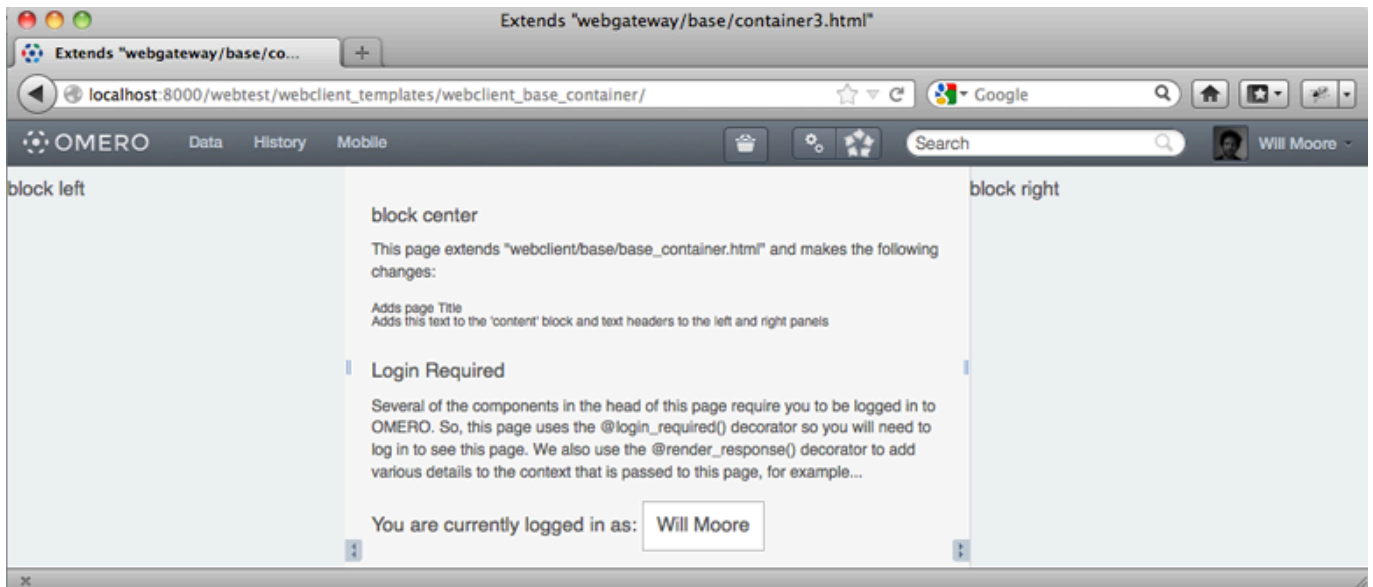 Extends "webgateway/base/container3.html"
Extends "webgateway/base/co...
localhost:8000/webtest/webclient_templates/webclient_base_container/
Google
OMERO
Data
History
Mobile
Search
Will Moore
block left
block center
This page extends "webclient/base/base_container.html" and makes the following
changes:
Adds page Title
Adds this text to the 'content' block and text headers to the left and right panels
Login Required
Several of the components in the head of this page require you to be logged in to
OMERO. So, this page uses the @login_required() decorator so you will need to
log in to see this page. We also use the @render_response() decorator to add
various details to the context that is passed to this page, for example...
You are currently logged in as: Will Moore
block right